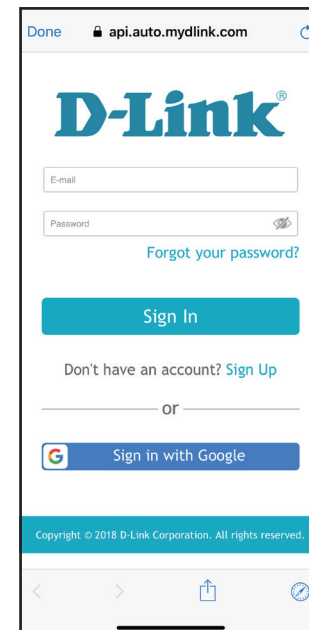 Done api.auto.mydlink.com
D-Link®
E-mail
Password
Forgot your password?
Sign In
Don't have an account? Sign Up
or
G Sign in with Google
Copyright © 2018 D-Link Corporation. All rights reserved.